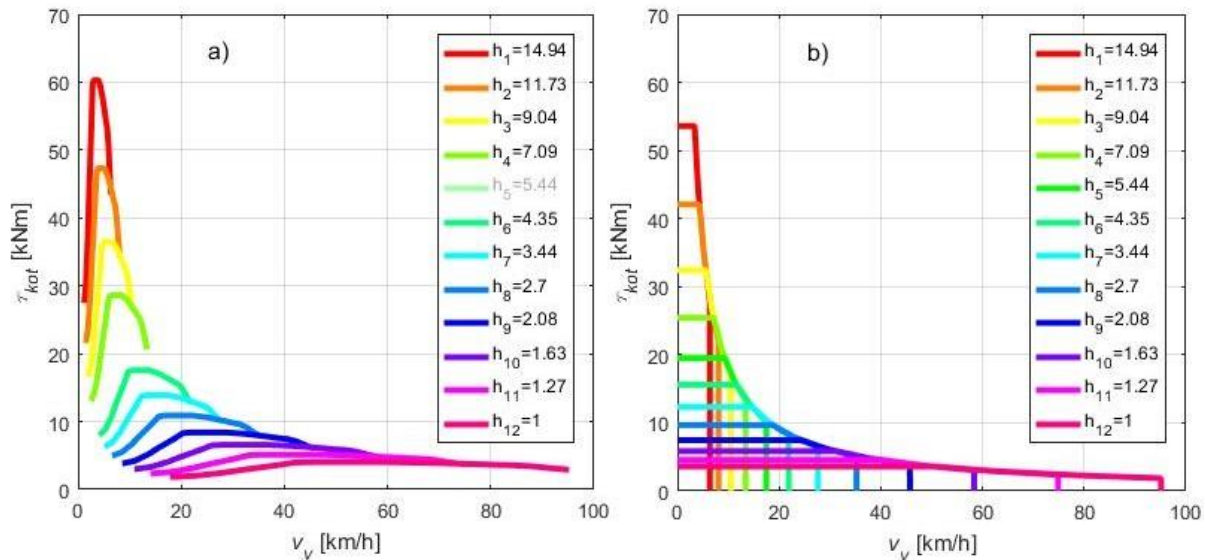 a)
70
60
50
40
30
20
10
0
τkot [kNm]
0 20 40 60 80 100
vv [km/h]
h1=14.94
h2=11.73
h3=9.04
h4=7.09
h5=5.44
h6=4.35
h7=3.44
h8=2.7
h9=2.08
h10=1.63
h11=1.27
h12=1
b)
70
60
50
40
30
20
10
0
τkot [kNm]
0 20 40 60 80 100
vv [km/h]
h1=14.94
h2=11.73
h3=9.04
h4=7.09
h5=5.44
h6=4.35
h7=3.44
h8=2.7
h9=2.08
h10=1.63
h11=1.27
h12=1